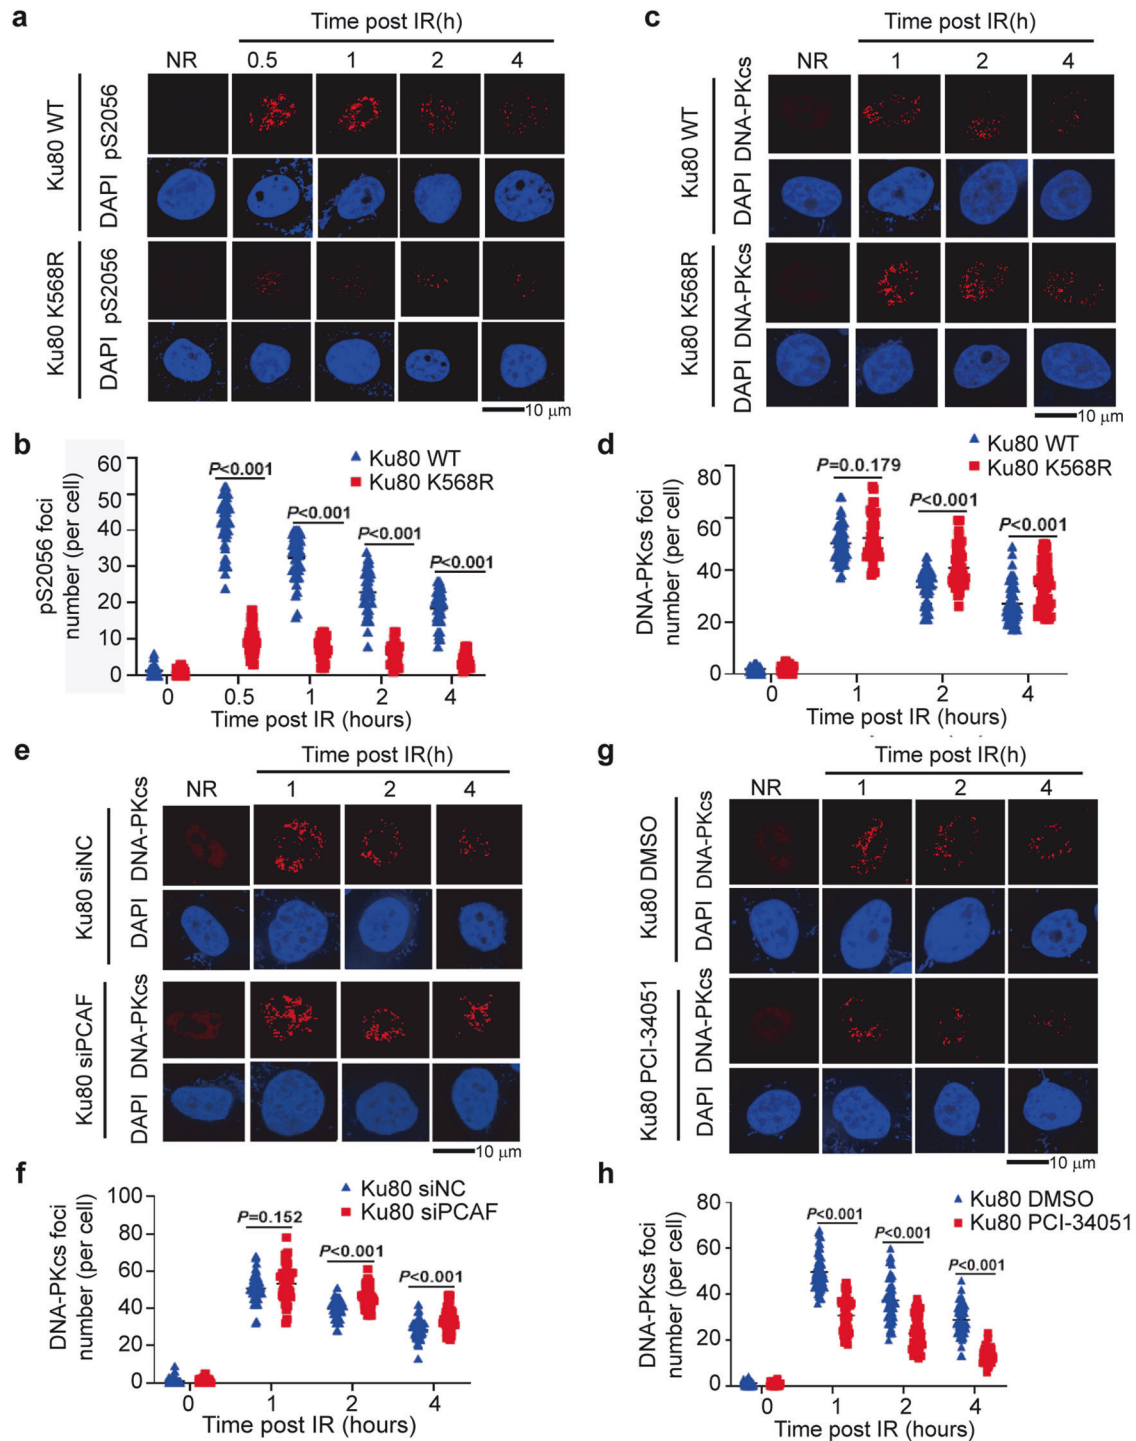 a
Time post IR(h)
NR 0.5 1 2 4
Ku80 WT
pS2056
DAPI
Ku80 K568R
pS2056
DAPI
10 μm
c
Time post IR(h)
NR 1 2 4
Ku80 WT
DNA-PKcs
DAPI
Ku80 K568R
DNA-PKcs
DAPI
10 μm
b
pS2056 foci
number (per cell)
60
50
40
30
20
10
0
Ku80 WT
Ku80 K568R
P<0.001
P<0.001
P<0.001
P<0.001
0 0.5 1 2 4
Time post IR (hours)
d
DNA-PKcs foci
number (per cell)
80
60
40
20
0
Ku80 WT
Ku80 K568R
P=0.0.179
P<0.001
P<0.001
0 1 2 4
Time post IR (hours)
e
Time post IR(h)
NR 1 2 4
Ku80 siNC
DNA-PKcs
DAPI
Ku80 siPCAF
DNA-PKcs
DAPI
10 μm
g
Time post IR(h)
NR 1 2 4
Ku80 DMSO
DNA-PKcs
DAPI
Ku80 PCI-34051
DNA-PKcs
DAPI
10 μm
f
DNA-PKcs foci
number (per cell)
100
80
60
40
20
0
Ku80 siNC
Ku80 siPCAF
P=0.152
P<0.001
P<0.001
0 1 2 4
Time post IR (hours)
h
DNA-PKcs foci
number (per cell)
80
60
40
20
0
Ku80 DMSO
Ku80 PCI-34051
P<0.001
P<0.001
P<0.001
0 1 2 4
Time post IR (hours)